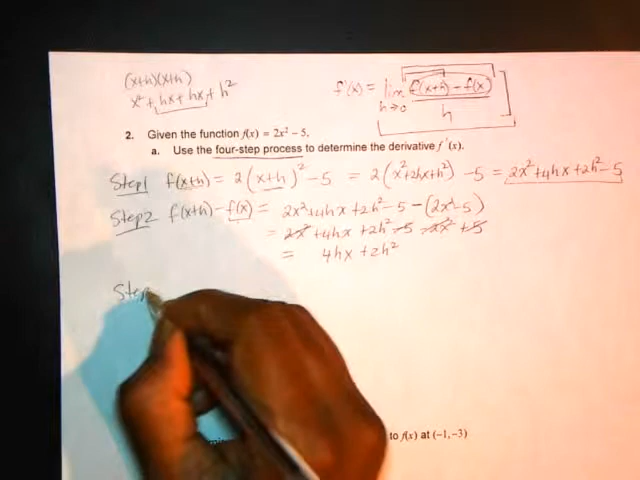 (x+h)(x+h)
x² + hx + hx + h²
f'(x) = lim h→0 f(x+h) - f(x) / h
2. Given the function f(x) = 2x² – 5,
a. Use the four-step process to determine the derivative f '(x).
Step1 f(x+h) = 2(x+h)² - 5 = 2(x²+2hx+h²) - 5 = 2x²+4hx+2h²-5
Step2 f(x+h) - f(x) = 2x²+4hx+2h²-5-(2x²-5)
= 2x²+4hx+2h²-5-2x²+5
= 4hx+2h²
Step
to f(x) at (−1,−3)